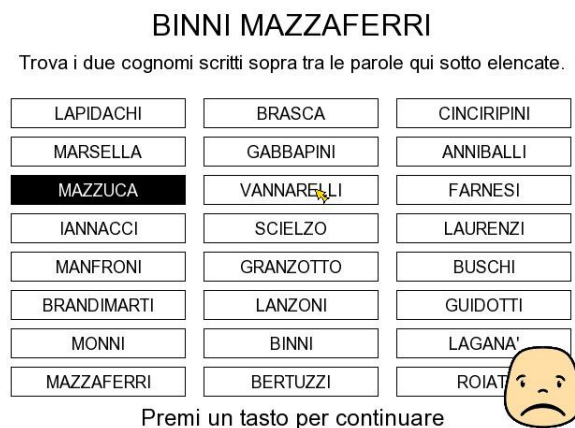 BINNI MAZZAFERRI
Trova i due cognomi scritti sopra tra le parole qui sotto elencate.
LAPIDACHI BRASCA CINCIRIPINI
MARSELLA GABBAPINI ANNIBALLI
MAZZUCA VANNARELLI FARNESI
IANNACCI SCIELZO LAURENZI
MANFRONI GRANZOTTO BUSCHI
BRANDIMARTI LANZONI GUIDOTTI
MONNI BINNI LAGANA'
MAZZAFERRI BERTUZZI
Premi un tasto per continuare